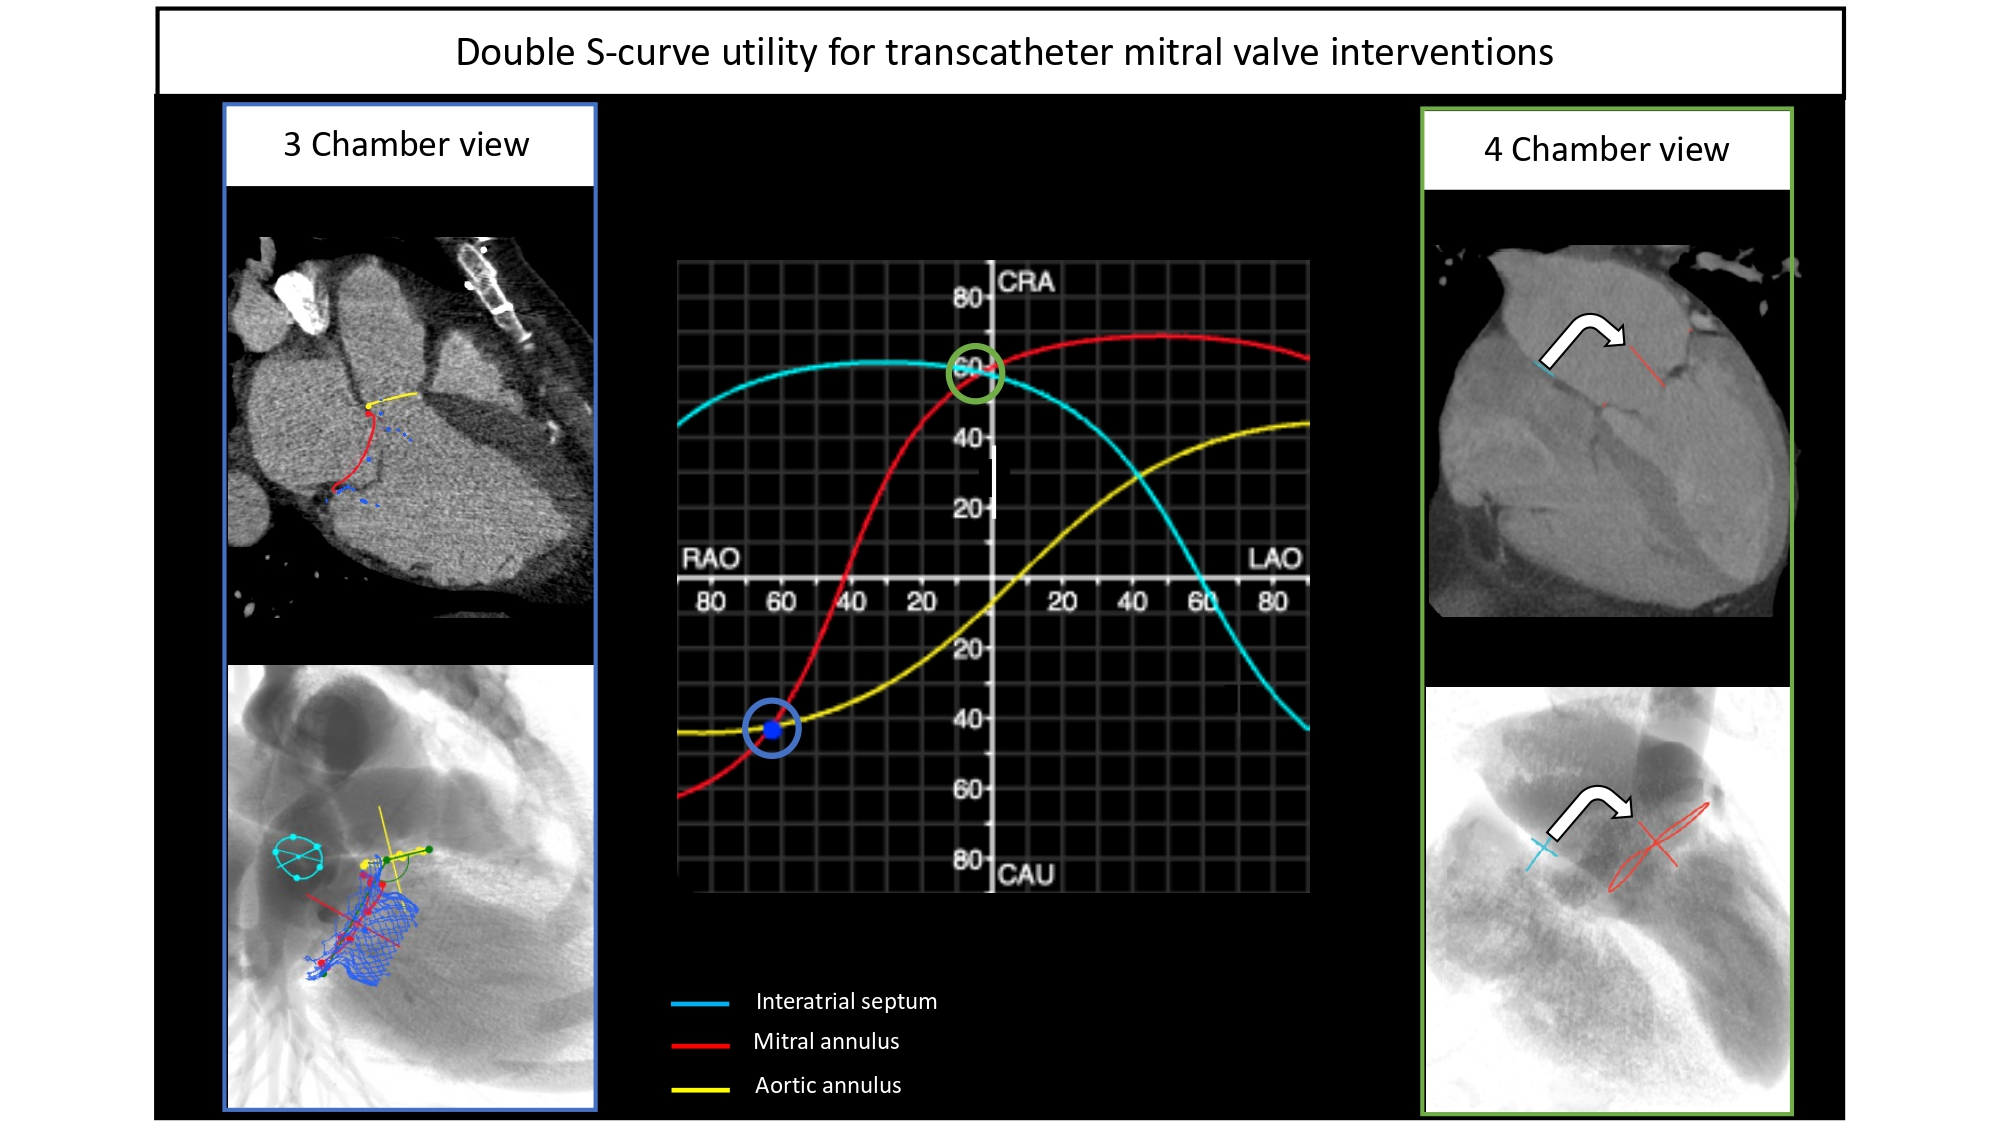 Double S-curve utility for transcatheter mitral valve interventions
3 Chamber view
4 Chamber view
CRA
80
60
40
20
RAO
LAO
80 60 40 20 20 40 60 80
20
40
60
80
CAU
Interatrial septum
Mitral annulus
Aortic annulus